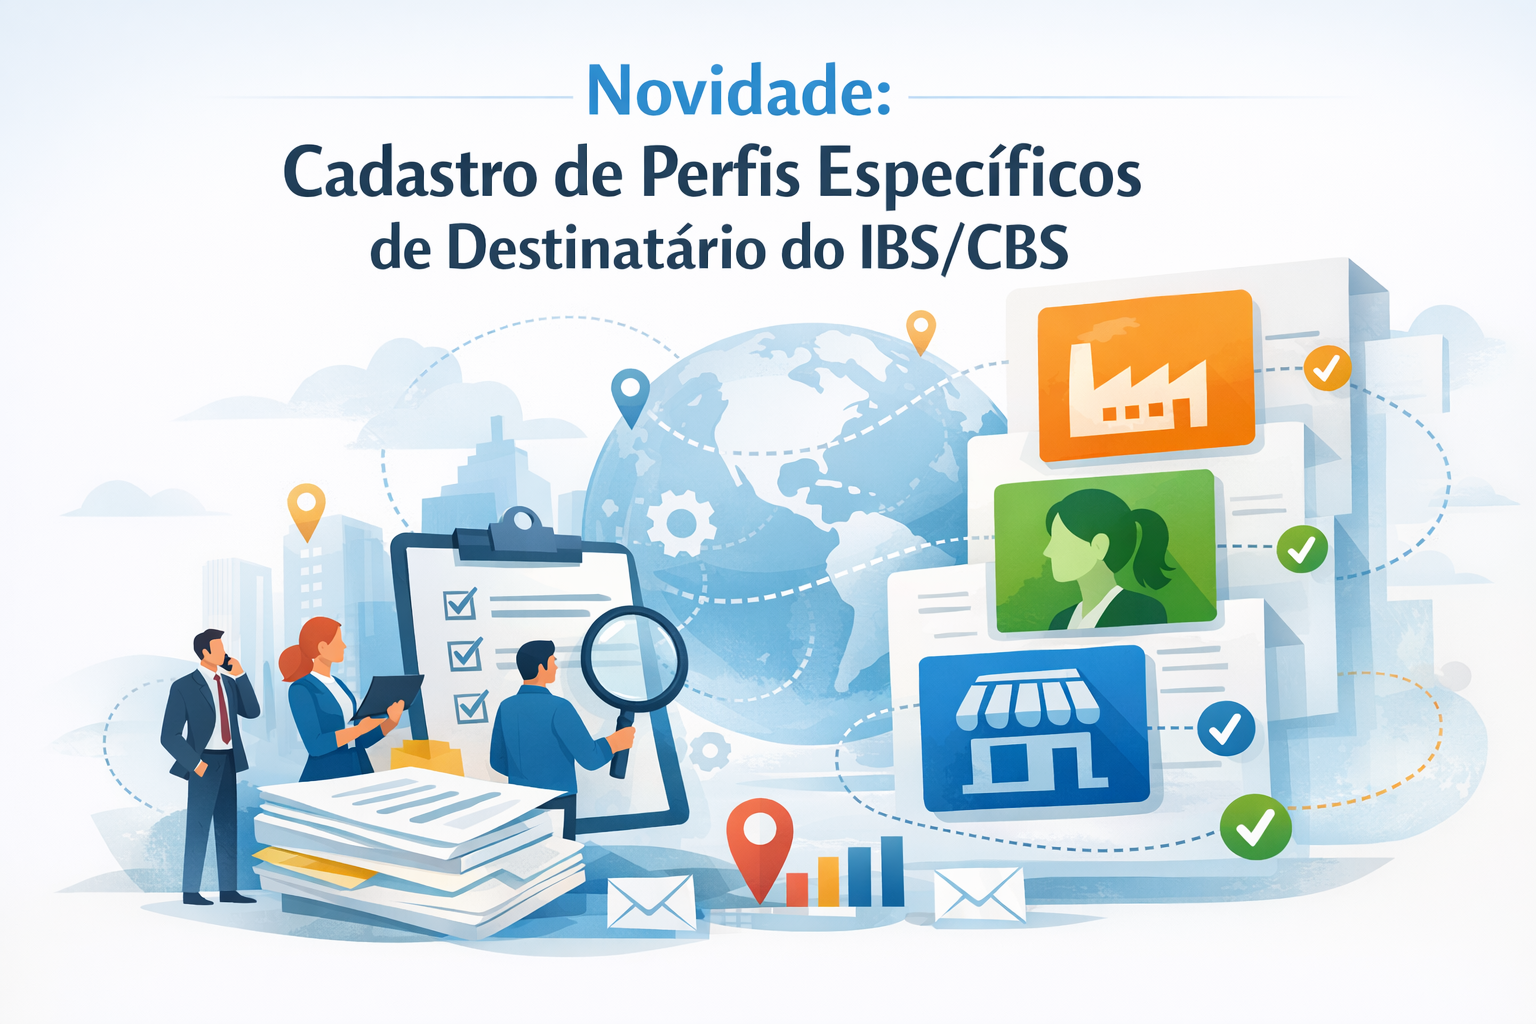 Novidade:
Cadastro de Perfis Específicos
de Destinatário do IBS/CBS